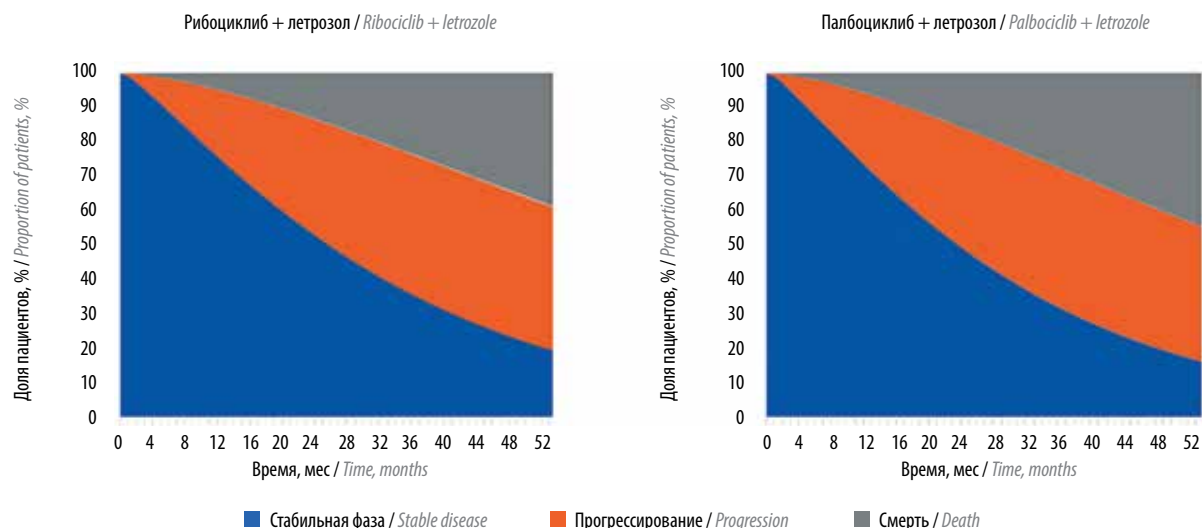 Рибоциклиб + летрозол / Ribociclib + letrozole
Доля пациентов, % / Proportion of patients, %
100
90
80
70
60
50
40
30
20
10
0
0 4 8 12 16 20 24 28 32 36 40 44 48 52
Время, мес / Time, months
Палбоциклиб + летрозол / Palbociclib + letrozole
Доля пациентов, % / Proportion of patients, %
100
90
80
70
60
50
40
30
20
10
0
0 4 8 12 16 20 24 28 32 36 40 44 48 52
Время, мес / Time, months
Стабильная фаза / Stable disease Прогрессирование / Progression Смерть / Death